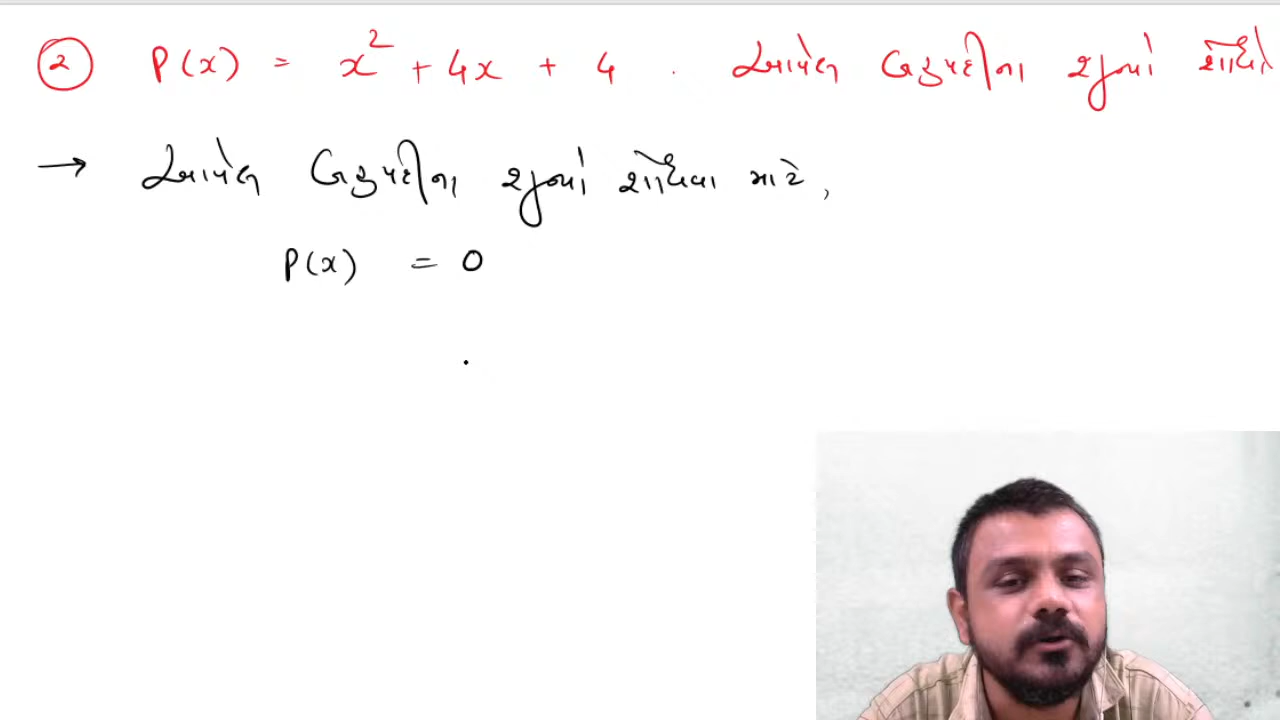 ② P(x) = x² + 4x + 4 . આપેલ બહુપદીના શૂન્યો શોધો
→ આપેલ બહુપદીના શૂન્યો શોધવા માટે,
P(x) = 0